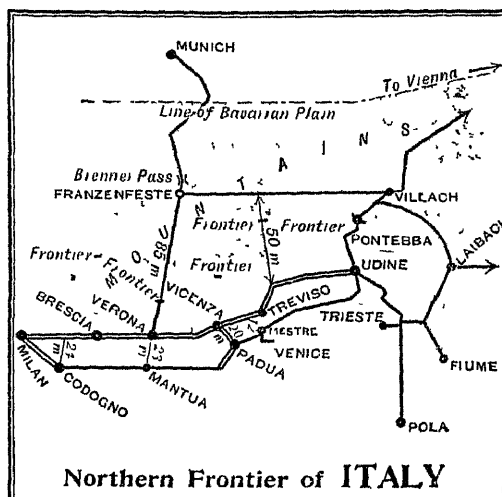 MUNICH
To Vienna
Line of Bavarian Plain
T A I N S
Brenner Pass
FRANZENFESTE
VILLACH
Frontier
Frontier
PONTEBBA
85 m
50 m
Frontier
Frontier - Frontier
LAIBACH
UDINE
VICENZA
BRESCIA
VERONA
TREVISO
TRIESTE
20 m
MESTRE
VENICE
PADUA
MILAN
CODOGNO
MANTUA
FIUME
POLA
Northern Frontier of ITALY